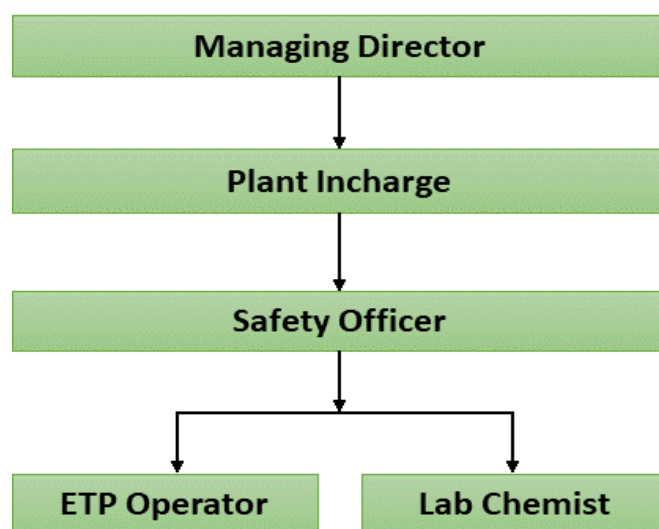 Managing Director
Plant Incharge
Safety Officer
ETP Operator
Lab Chemist